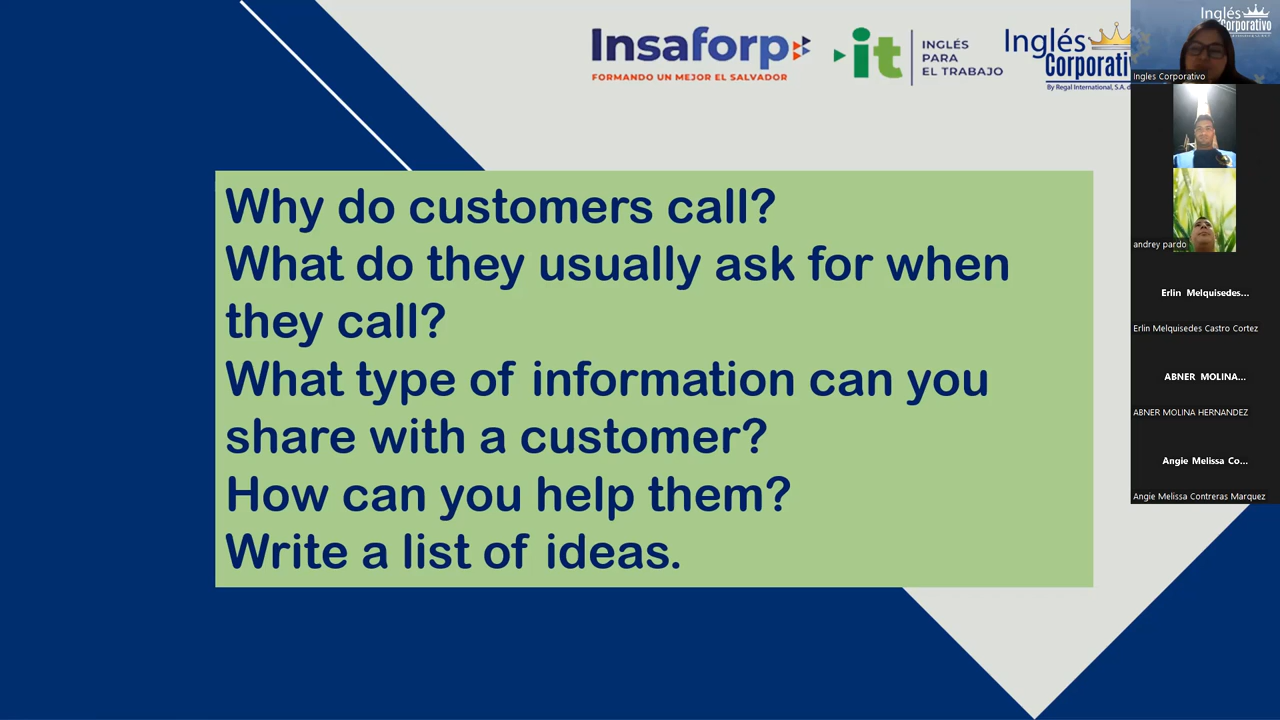 Insaforp
FORMANDO UN MEJOR EL SALVADOR
it
INGLÉS
PARA
EL TRABAJO
Inglés
Corporativ
By Regal International, S.A. d
Why do customers call?
What do they usually ask for when
they call?
What type of information can you
share with a customer?
How can you help them?
Write a list of ideas.
Inglés
Corporativo
Ingles Corporativo
andrey pardo
Erlin Melquisedes...
Erlin Melquisedes Castro Cortez
ABNER MOLINA...
ABNER MOLINA HERNANDEZ
Angie Melissa Co...
Angie Melissa Contreras Marquez